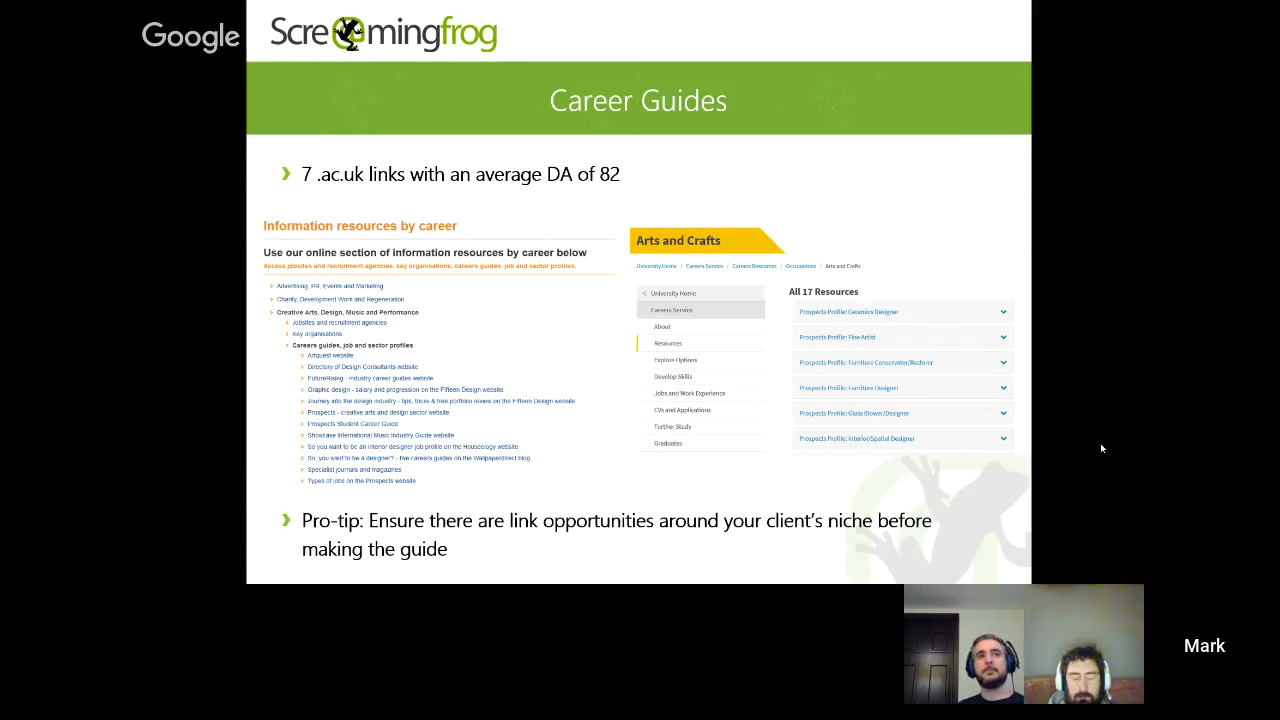 Google
Screamingfrog
Career Guides
7 .ac.uk links with an average DA of 82
Information resources by career
Use our online section of information resources by career below
Access jobsites and recruitment agencies, key organisations, careers guides, job and sector profiles.
Advertising, PR, Events and Marketing
Charity, Development Work and Regeneration
Creative Arts, Design, Music and Performance
Jobsites and recruitment agencies
Key organisations
Careers guides, job and sector profiles
Artquest website
Directory of Design Consultants website
FutureRising - industry career guides website
Graphic design - salary and progression on the Fifteen Design website
Journey into the design industry - tips, tricks & free portfolio review on the Fifteen Design website
Prospects - creative arts and design sector website
Prospects Student Career Guide
Showcase International Music Industry Guide website
So you want to be an interior designer job profile on the Houseology website
So, you want to be a designer? - five careers guides on the Wallpaperdirect blog
Specialist journals and magazines
Types of jobs on the Prospects website
Arts and Crafts
University Home / Careers Service / Careers Resources / Occupations / Arts and Crafts
University Home
Careers Service
About
Resources
Explore Options
Develop Skills
Jobs and Work Experience
CVs and Applications
Further Study
Graduates
All 17 Resources
Prospects Profile: Ceramics Designer
Prospects Profile: Fine Artist
Prospects Profile: Furniture Conservator/Restorer
Prospects Profile: Furniture Designer
Prospects Profile: Glass Blower/Designer
Prospects Profile: Interior/Spatial Designer
Pro-tip: Ensure there are link opportunities around your client's niche before
making the guide
Mark